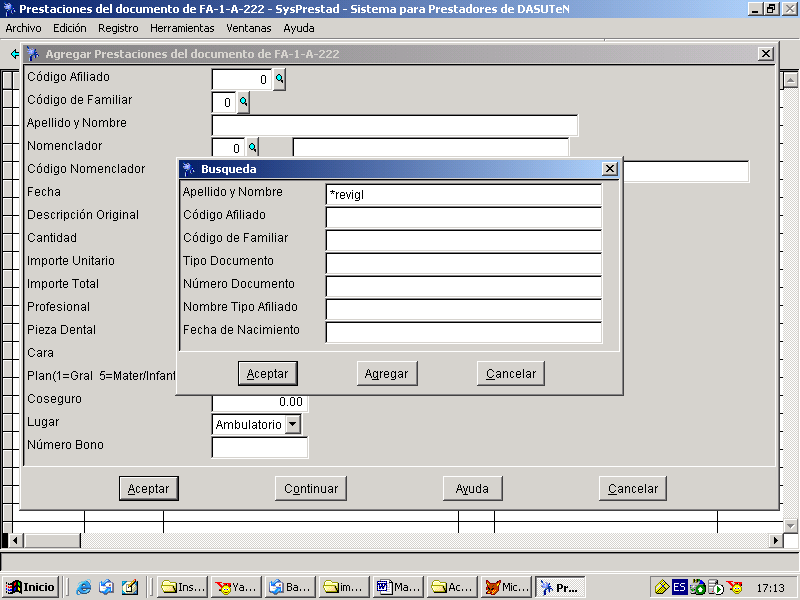 Prestaciones del documento de FA-1-A-222 - SysPrestad - Sistema para Prestadores de DASUTeN
Archivo Edición Registro Herramientas Ventanas Ayuda
Agregar Prestaciones del documento de FA-1-A-222
Código Afiliado 0
Código de Familiar 0
Apellido y Nombre
Nomenclador 0
Código Nomenclador
Fecha
Descripción Original
Cantidad
Importe Unitario
Importe Total
Profesional
Pieza Dental
Cara
Plan(1=Gral 5=Mater/Infant
Coseguro 0.00
Lugar Ambulatorio
Número Bono
Aceptar Continuar Ayuda Cancelar
Busqueda
Apellido y Nombre *revigl
Código Afiliado
Código de Familiar
Tipo Documento
Número Documento
Nombre Tipo Afiliado
Fecha de Nacimiento
Aceptar Agregar Cancelar
Inicio Ins... Ya... Ba... im... Ma... Ac... Mic... Pr... ES 17:13